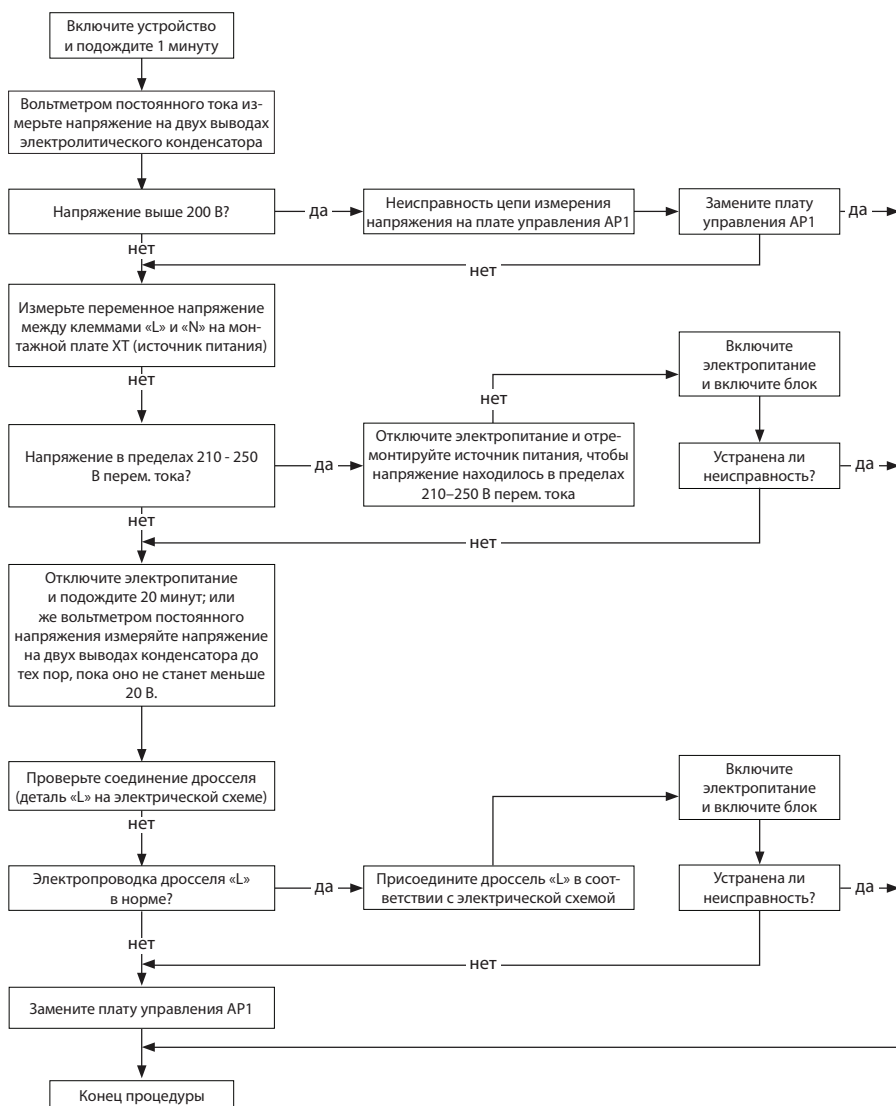 Включите устройство
и подождите 1 минуту
Вольтметром постоянного тока из-
мерьте напряжение на двух выводах
электролитического конденсатора
Напряжение выше 200 В?
да
Неисправность цепи измерения
напряжения на плате управления AP1
Замените плату
управления AP1
да
нет
нет
Измерьте переменное напряжение
между клеммами «L» и «N» на мон-
тажной плате XT (источник питания)
Включите
электропитание
и включите блок
нет
нет
Напряжение в пределах 210 - 250
В перем. тока?
да
Отключите электропитание и отре-
монтируйте источник питания, чтобы
напряжение находилось в пределах
210–250 В перем. тока
Устранена ли
неисправность?
да
нет
нет
Отключите электропитание
и подождите 20 минут; или
же вольтметром постоянного
напряжения измеряйте напряжение
на двух выводах конденсатора до
тех пор, пока оно не станет меньше
20 В.
Проверьте соединение дросселя
(деталь «L» на электрической схеме)
Включите
электропитание
и включите блок
нет
Электропроводка дросселя «L»
в норме?
да
Присоедините дроссель «L» в соот-
ветствии с электрической схемой
Устранена ли
неисправность?
да
нет
нет
Замените плату управления AP1
Конец процедуры